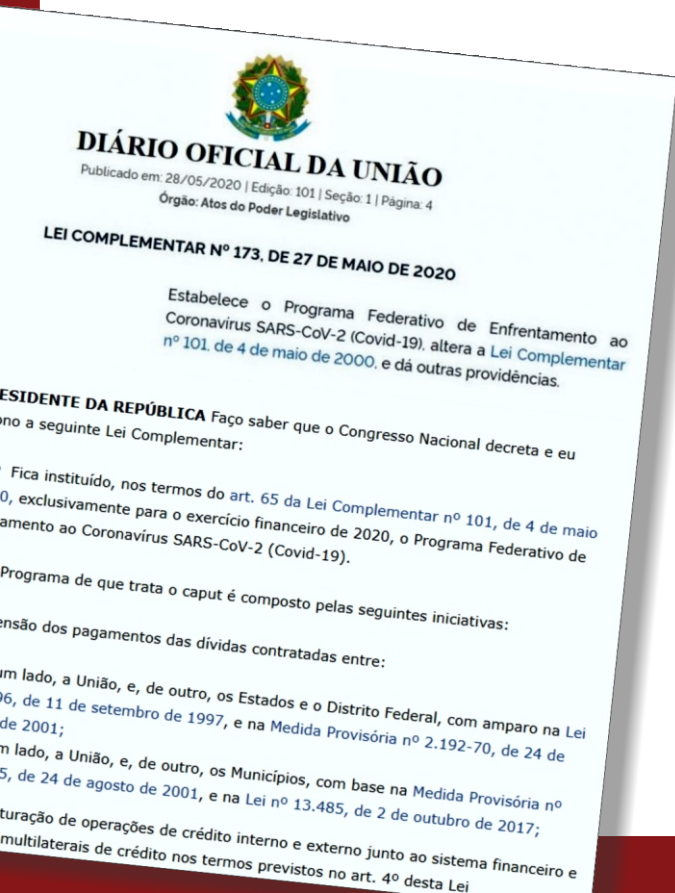 DIÁRIO OFICIAL DA UNIÃO
Publicado em: 28/05/2020 | Edição: 101 | Seção: 1 | Página: 4
Órgão: Atos do Poder Legislativo
LEI COMPLEMENTAR Nº 173, DE 27 DE MAIO DE 2020
Estabelece o Programa Federativo de Enfrentamento ao
Coronavírus SARS-CoV-2 (Covid-19), altera a Lei Complementar
nº 101, de 4 de maio de 2000, e dá outras providências.
ESIDENTE DA REPÚBLICA Faço saber que o Congresso Nacional decreta e eu
ono a seguinte Lei Complementar:
Fica instituído, nos termos do art. 65 da Lei Complementar nº 101, de 4 de maio
0, exclusivamente para o exercício financeiro de 2020, o Programa Federativo de
amento ao Coronavírus SARS-CoV-2 (Covid-19).
Programa de que trata o caput é composto pelas seguintes iniciativas:
ensão dos pagamentos das dívidas contratadas entre:
um lado, a União, e, de outro, os Estados e o Distrito Federal, com amparo na Lei
96, de 11 de setembro de 1997, e na Medida Provisória nº 2.192-70, de 24 de
de 2001;
m lado, a União, e, de outro, os Municípios, com base na Medida Provisória nº
5, de 24 de agosto de 2001, e na Lei nº 13.485, de 2 de outubro de 2017;
turação de operações de crédito interno e externo junto ao sistema financeiro e
multilaterais de crédito nos termos previstos no art. 4º desta Lei